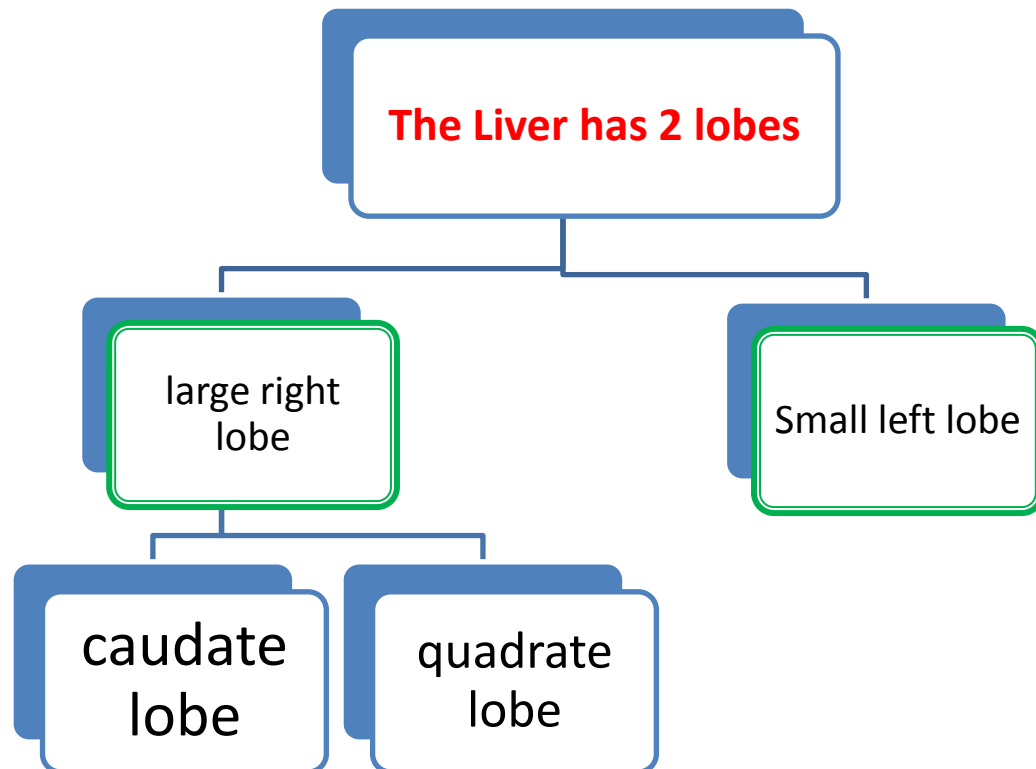 The Liver has 2 lobes
large right
lobe
Small left lobe
caudate
lobe
quadrate
lobe